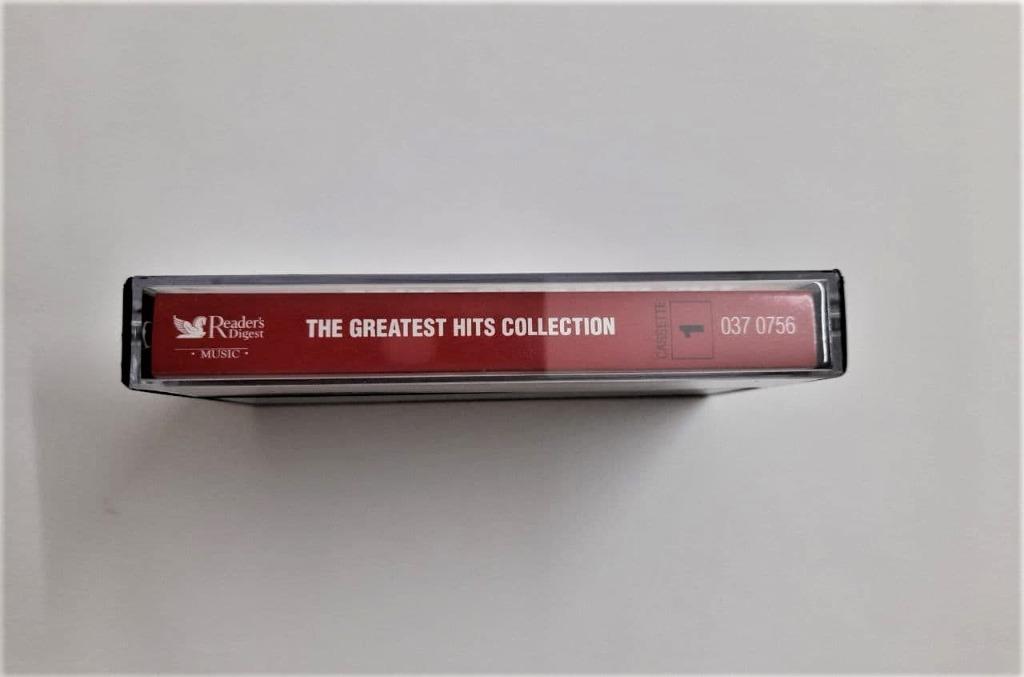 Reader's
Digest
· MUSIC ·
THE GREATEST HITS COLLECTION
CASSETTE
1
037 0756